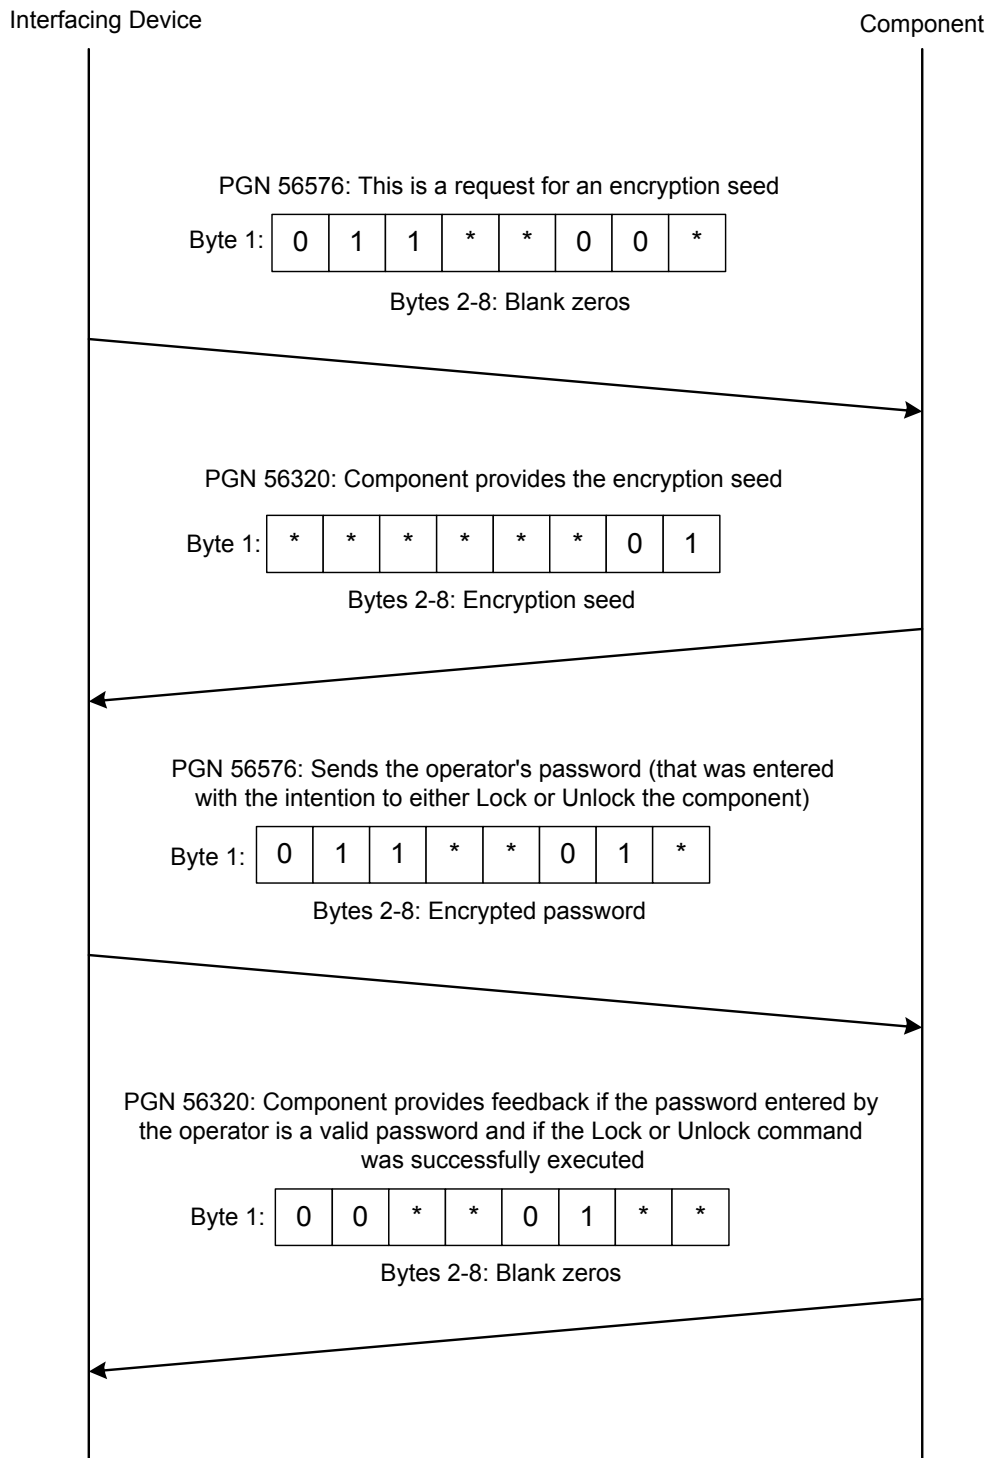 Interfacing Device
Component
PGN 56576: This is a request for an encryption seed
Byte 1: 0 1 1 * * 0 0 *
Bytes 2-8: Blank zeros
PGN 56320: Component provides the encryption seed
Byte 1: * * * * * * 0 1
Bytes 2-8: Encryption seed
PGN 56576: Sends the operator's password (that was entered
with the intention to either Lock or Unlock the component)
Byte 1: 0 1 1 * * 0 1 *
Bytes 2-8: Encrypted password
PGN 56320: Component provides feedback if the password entered by
the operator is a valid password and if the Lock or Unlock command
was successfully executed
Byte 1: 0 0 * * 0 1 * *
Bytes 2-8: Blank zeros